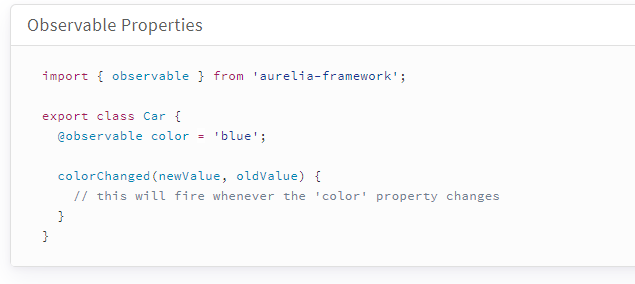 Observable Properties
import { observable } from 'aurelia-framework';
export class Car {
@observable color = 'blue';
colorChanged(newValue, oldValue) {
// this will fire whenever the 'color' property changes
}
}